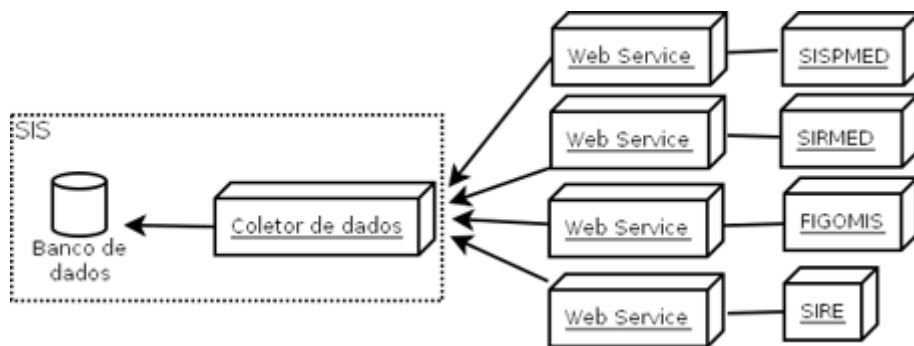 Web Service
SISPMED
SIS
Web Service
SIRMED
Banco de
dados
Coletor de dados
Web Service
FIGOMIS
Web Service
SIRE